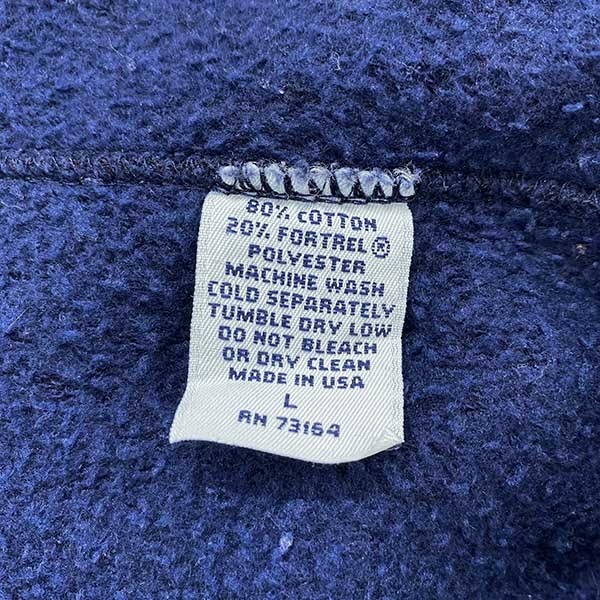 80% COTTON
20% FORTREL®
POLYESTER
MACHINE WASH
COLD SEPARATELY
TUMBLE DRY LOW
DO NOT BLEACH
OR DRY CLEAN
MADE IN USA
L
RN 73164